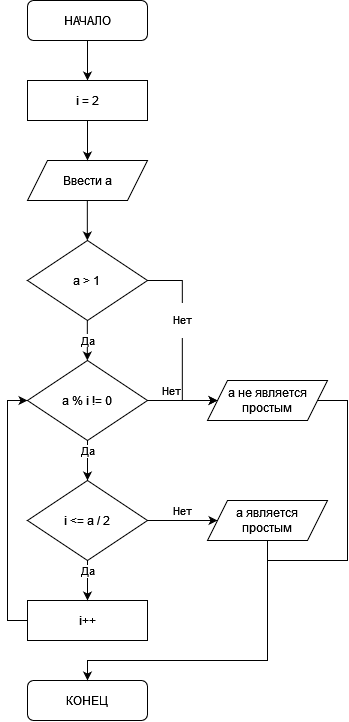 НАЧАЛО
i = 2
Ввести a
a > 1
Нет
Да
a % i != 0
Нет
a не является
простым
Да
i <= a / 2
Нет
a является
простым
Да
i++
КОНЕЦ